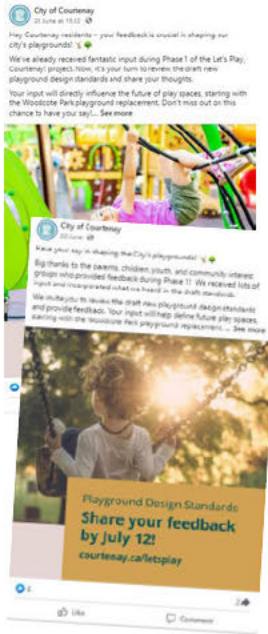 City of Courtenay
21 June at 15:12
Hey Courtenay residents – your feedback is crucial in shaping our
city's playgrounds!
We've already received fantastic input during Phase 1 of the Let's Play,
Courtenay! project. Now, it's your turn to review the draft new
playground design standards and share your thoughts.
Your input will directly influence the future of play spaces, starting with
the Woodcote Park playground replacement. Don't miss out on this
chance to have your say!... See more
City of Courtenay
June
Have your say in shaping the City's playgrounds!
Big thanks to the parents, children, youth, and community interest
groups who provided feedback during Phase 1! We received lots of
input and incorporated what we heard in the draft standards.
We invite you to review the draft new playground design standards
and provide feedback. Your input will help define future play spaces,
starting with the Woodcote Park playground replacement ... See more
Playground Design Standards
Share your feedback
by July 12!
courtenay.ca/letsplay
2
Like
Comment